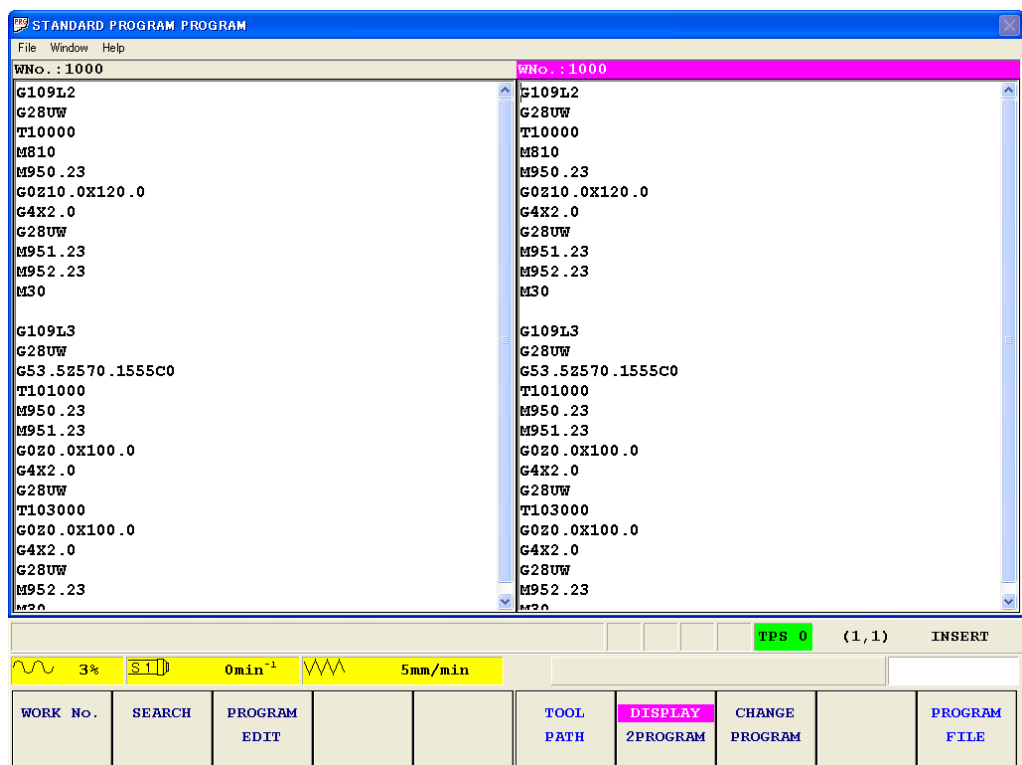 PRG STANDARD PROGRAM PROGRAM
File Window Help
WNo.:1000
G109L2
G28UW
T10000
M810
M950.23
G0Z10.0X120.0
G4X2.0
G28UW
M951.23
M952.23
M30
G109L3
G28UW
G53.5Z570.1555C0
T101000
M950.23
M951.23
G0Z0.0X100.0
G4X2.0
G28UW
T103000
G0Z0.0X100.0
G4X2.0
G28UW
M952.23
M30
WNo.:1000
G109L2
G28UW
T10000
M810
M950.23
G0Z10.0X120.0
G4X2.0
G28UW
M951.23
M952.23
M30
G109L3
G28UW
G53.5Z570.1555C0
T101000
M950.23
M951.23
G0Z0.0X100.0
G4X2.0
G28UW
T103000
G0Z0.0X100.0
G4X2.0
G28UW
M952.23
M30
TPS 0 (1,1) INSERT
3% S1 0min⁻¹ 5mm/min
WORK No.
SEARCH
PROGRAM
EDIT
TOOL
PATH
DISPLAY
2PROGRAM
CHANGE
PROGRAM
PROGRAM
FILE